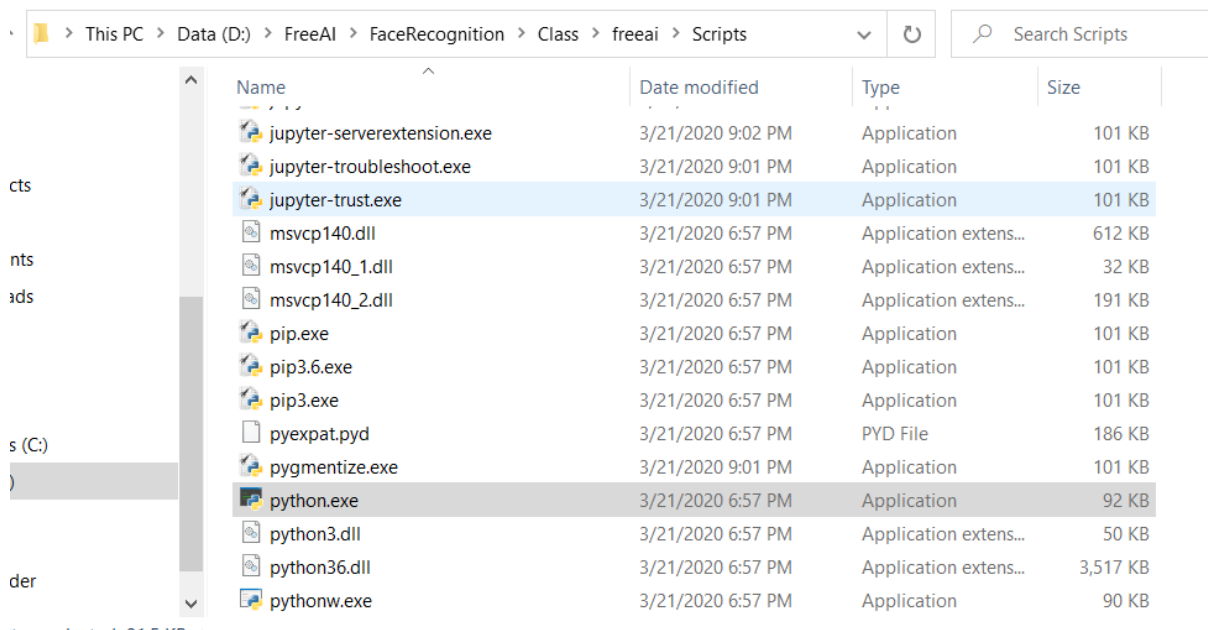 This PC > Data (D:) > FreeAI > FaceRecognition > Class > freeai > Scripts
Search Scripts
Name Date modified Type Size
jupyter-serverextension.exe 3/21/2020 9:02 PM Application 101 KB
jupyter-troubleshoot.exe 3/21/2020 9:01 PM Application 101 KB
cts
jupyter-trust.exe 3/21/2020 9:01 PM Application 101 KB
msvcp140.dll 3/21/2020 6:57 PM Application extens... 612 KB
nts
msvcp140_1.dll 3/21/2020 6:57 PM Application extens... 32 KB
ads
msvcp140_2.dll 3/21/2020 6:57 PM Application extens... 191 KB
pip.exe 3/21/2020 6:57 PM Application 101 KB
pip3.6.exe 3/21/2020 6:57 PM Application 101 KB
pip3.exe 3/21/2020 6:57 PM Application 101 KB
pyexpat.pyd 3/21/2020 6:57 PM PYD File 186 KB
s (C:)
pygmentize.exe 3/21/2020 9:01 PM Application 101 KB
)
python.exe 3/21/2020 6:57 PM Application 92 KB
python3.dll 3/21/2020 6:57 PM Application extens... 50 KB
python36.dll 3/21/2020 6:57 PM Application extens... 3,517 KB
der
pythonw.exe 3/21/2020 6:57 PM Application 90 KB